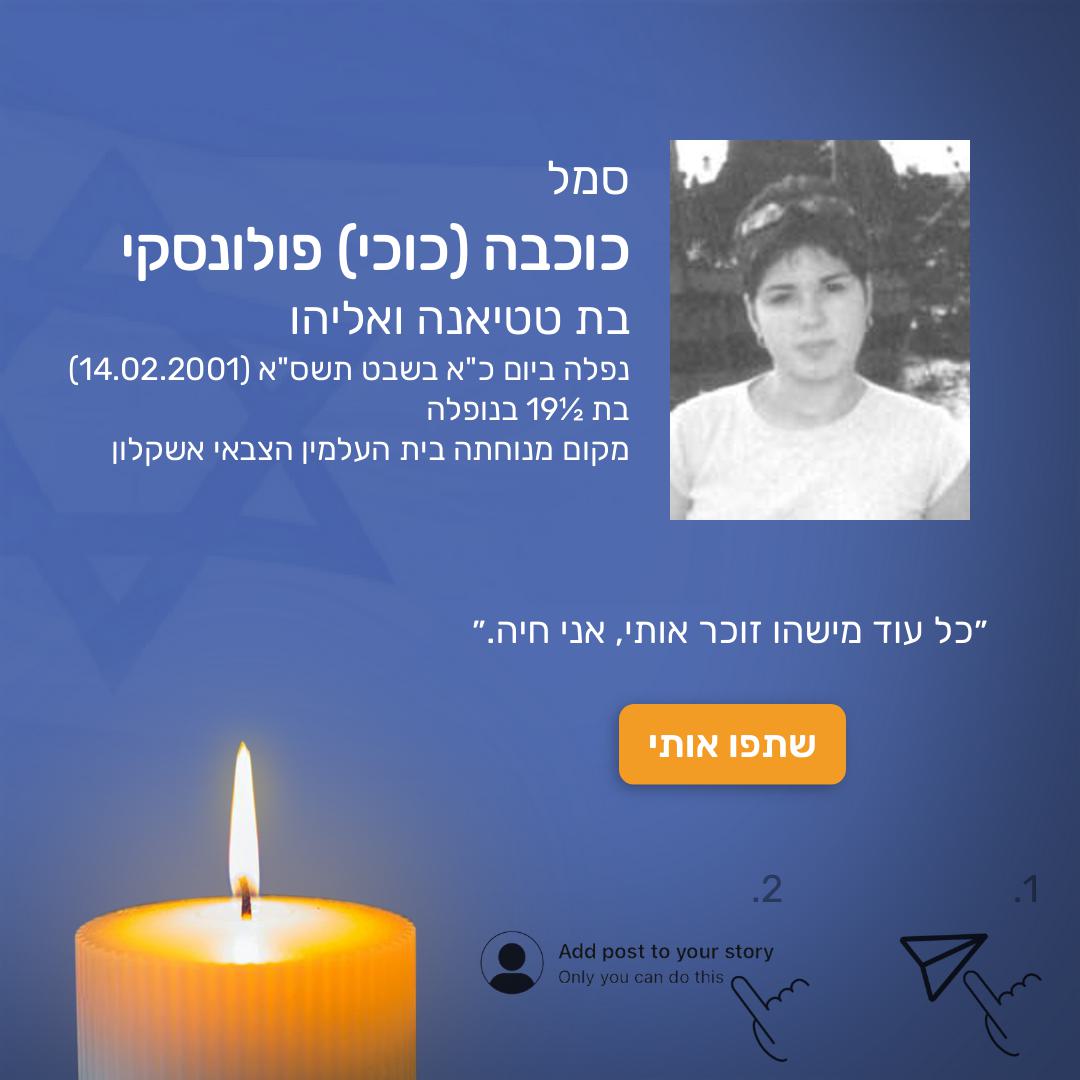 סמל
כוכבה (כוכי) פולונסקי
בת טטיאנה ואליהו
נפלה ביום כ"א בשבט תשס"א (14.02.2001)
בת 19½ בנופלה
מקום מנוחתה בית העלמין הצבאי אשקלון
״כל עוד מישהו זוכר אותי, אני חיה.״
שתפו אותי
.1
.2
Add post to your story
Only you can do this